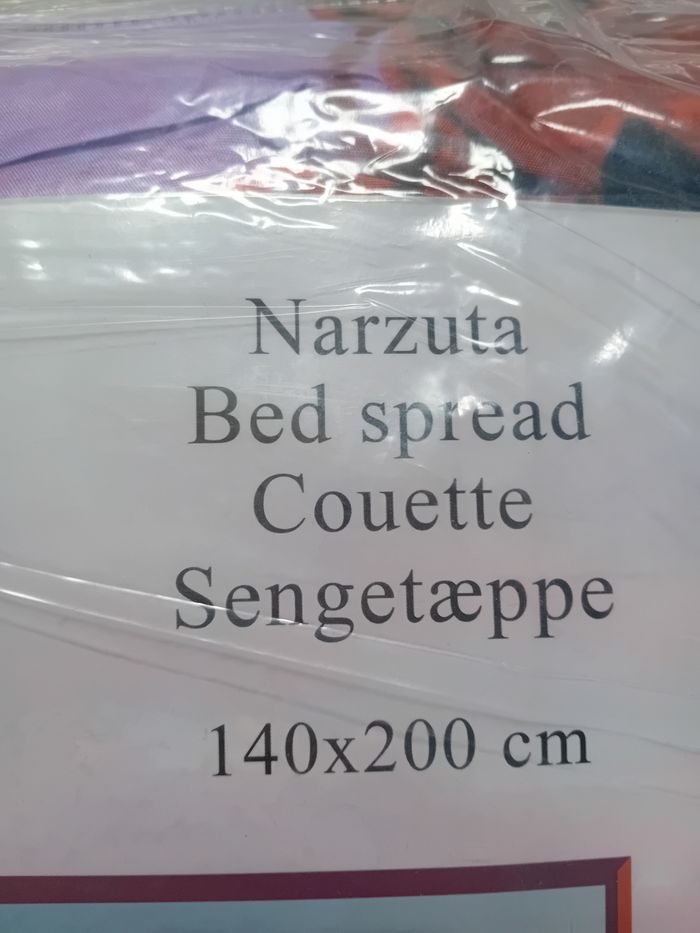 Narzuta
Bed spread
Couette
Sengetæppe
140x200 cm